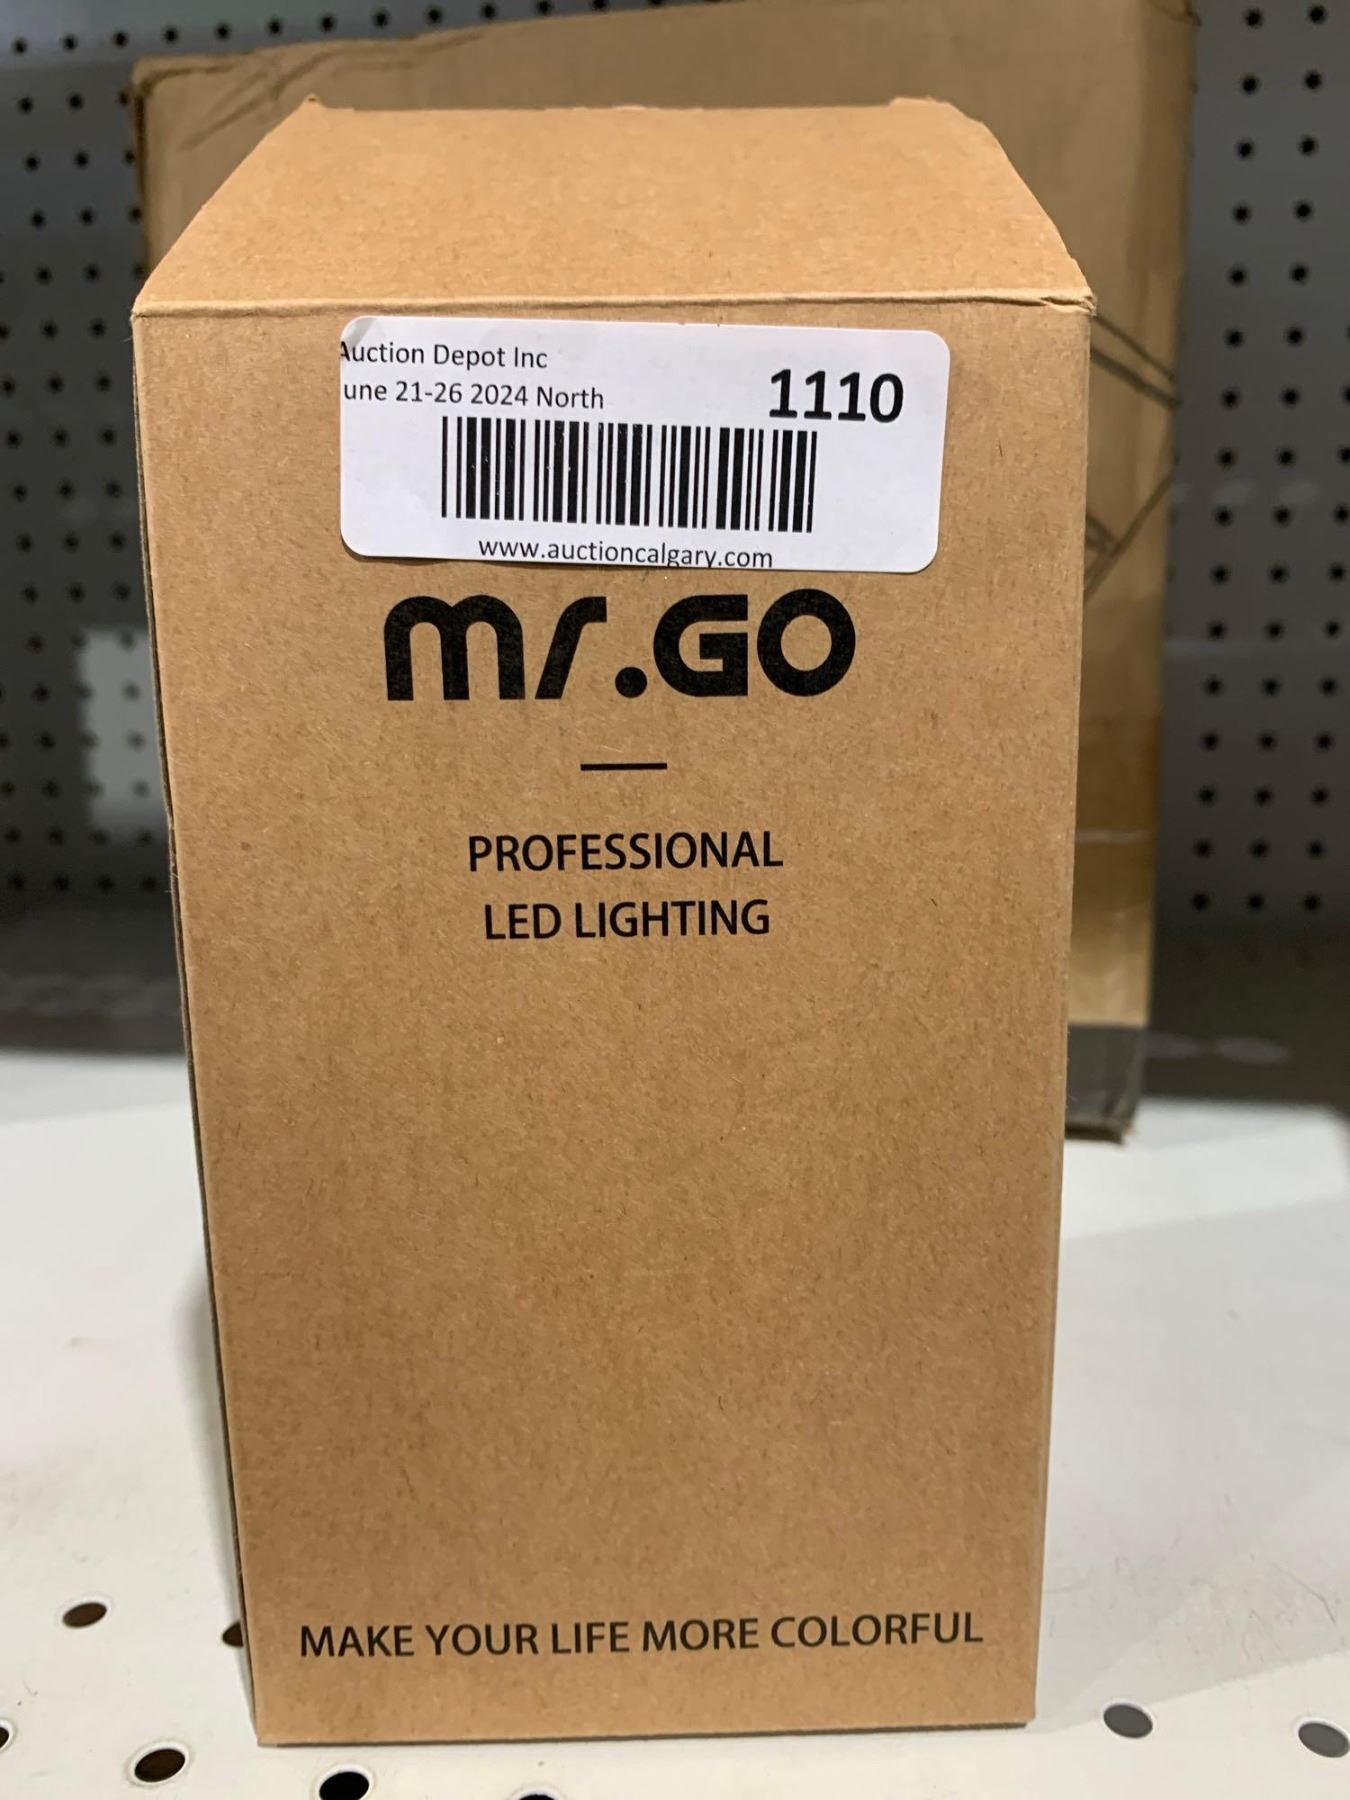 Auction Depot Inc
une 21-26 2024 North
1110
www.auctioncalgary.com
mr.GO
PROFESSIONAL
LED LIGHTING
MAKE YOUR LIFE MORE COLORFUL